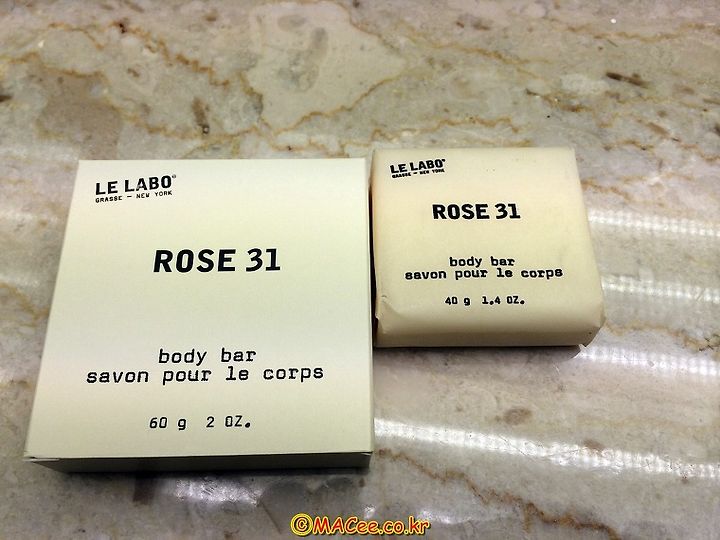 LE LABO®
GRASSE — NEW YORK
ROSE 31
body bar
savon pour le corps
60 g 2 OZ.
LE LABO®
GRASSE — NEW YORK
ROSE 31
body bar
savon pour le corps
40 g 1.4 OZ.
©MACee.co.kr